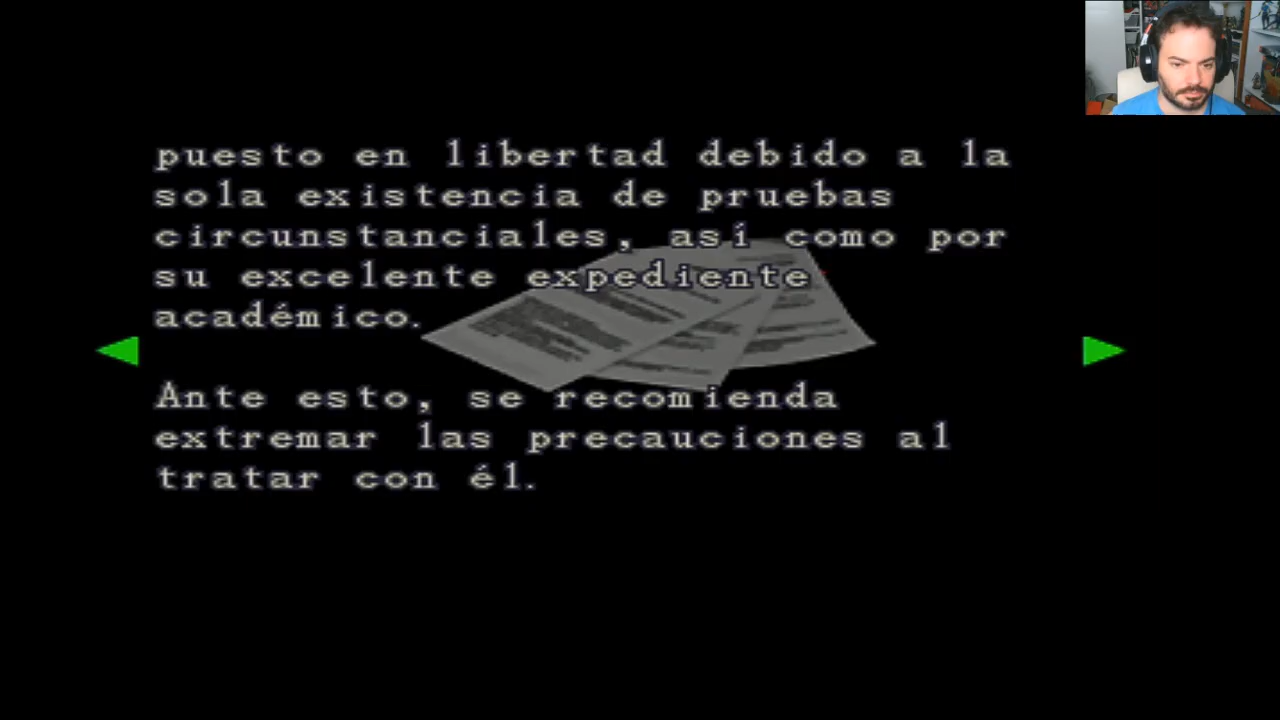 puesto en libertad debido a la
sola existencia de pruebas
circunstanciales, así como por
su excelente expediente
académico.
Ante esto, se recomienda
extremar las precauciones al
tratar con él.